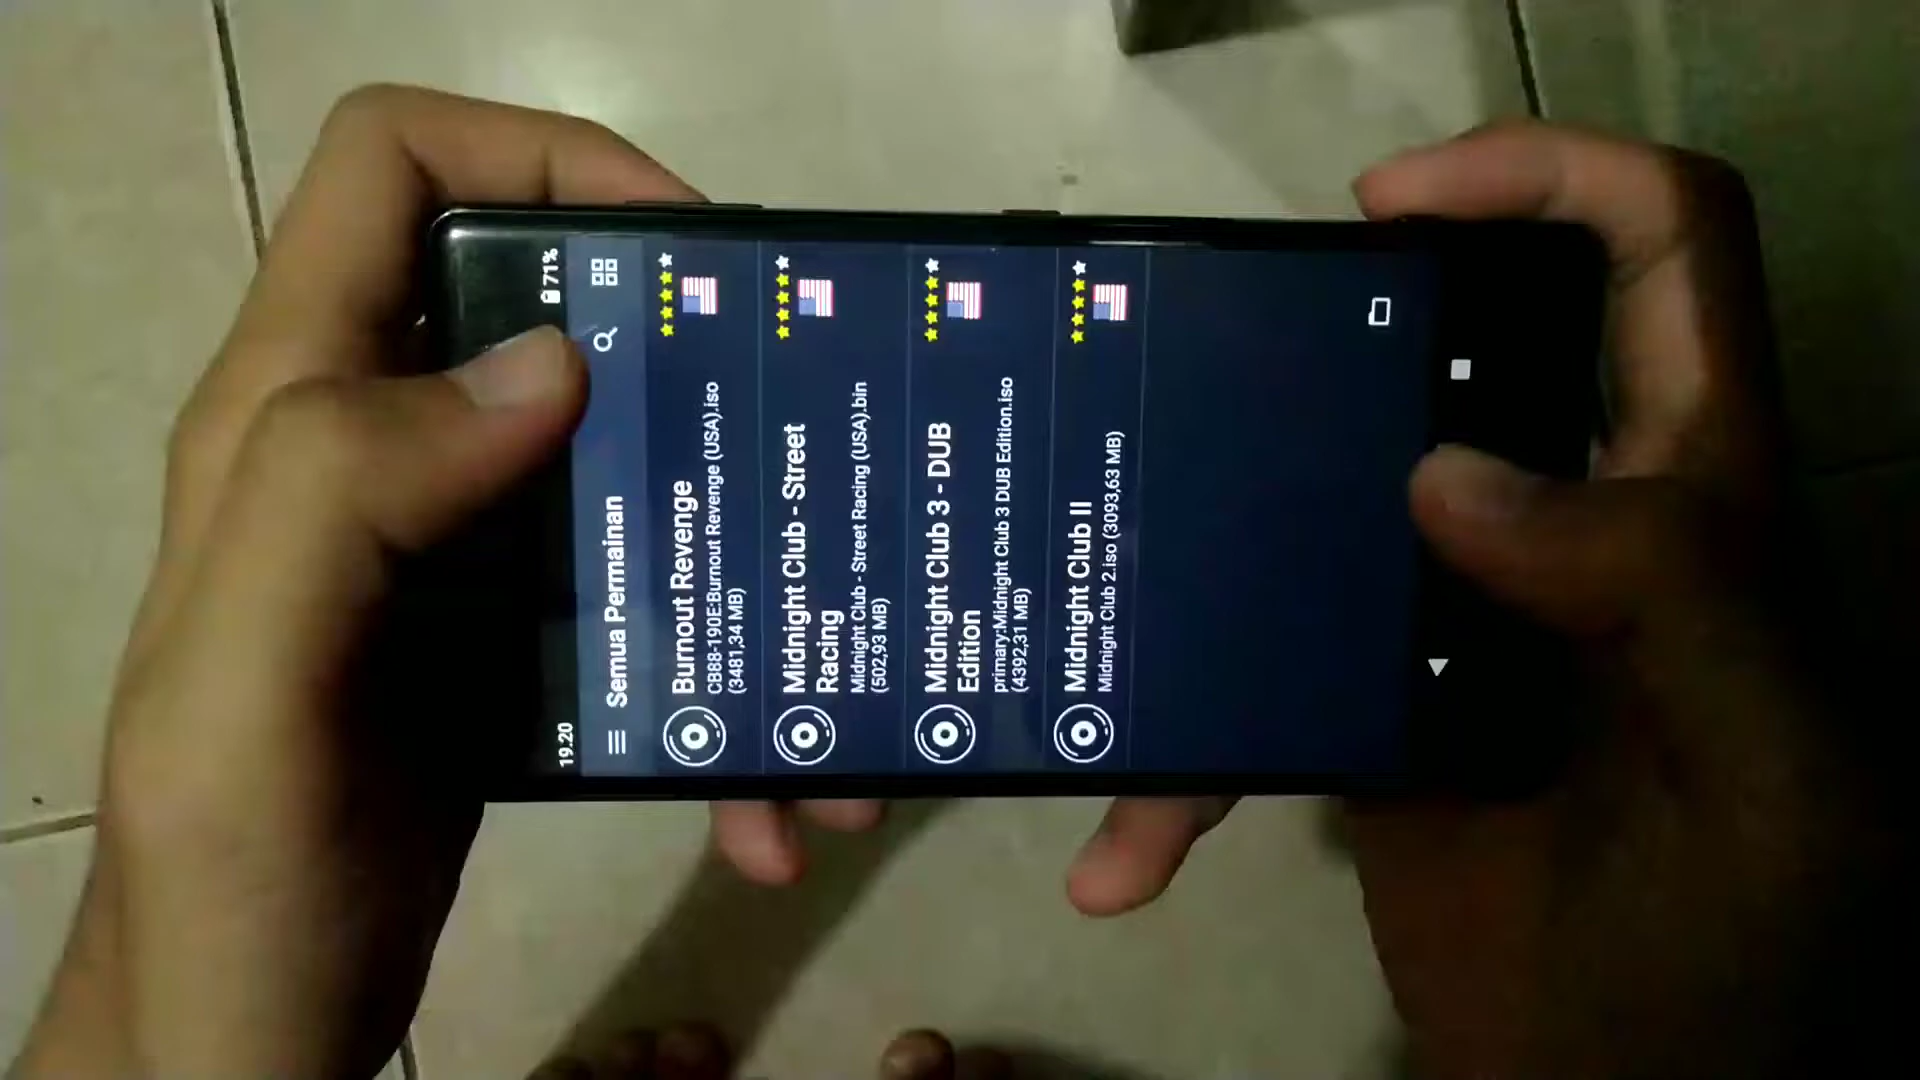 19.20
71%
Semua Permainan
Burnout Revenge
CB88-190E:Burnout Revenge (USA).iso
(3481,34 MB)
Midnight Club - Street
Racing
Midnight Club - Street Racing (USA).bin
(502,93 MB)
Midnight Club 3 - DUB
Edition
primary:Midnight Club 3 DUB Edition.iso
(4392,31 MB)
Midnight Club II
Midnight Club 2.iso (3093,63 MB)